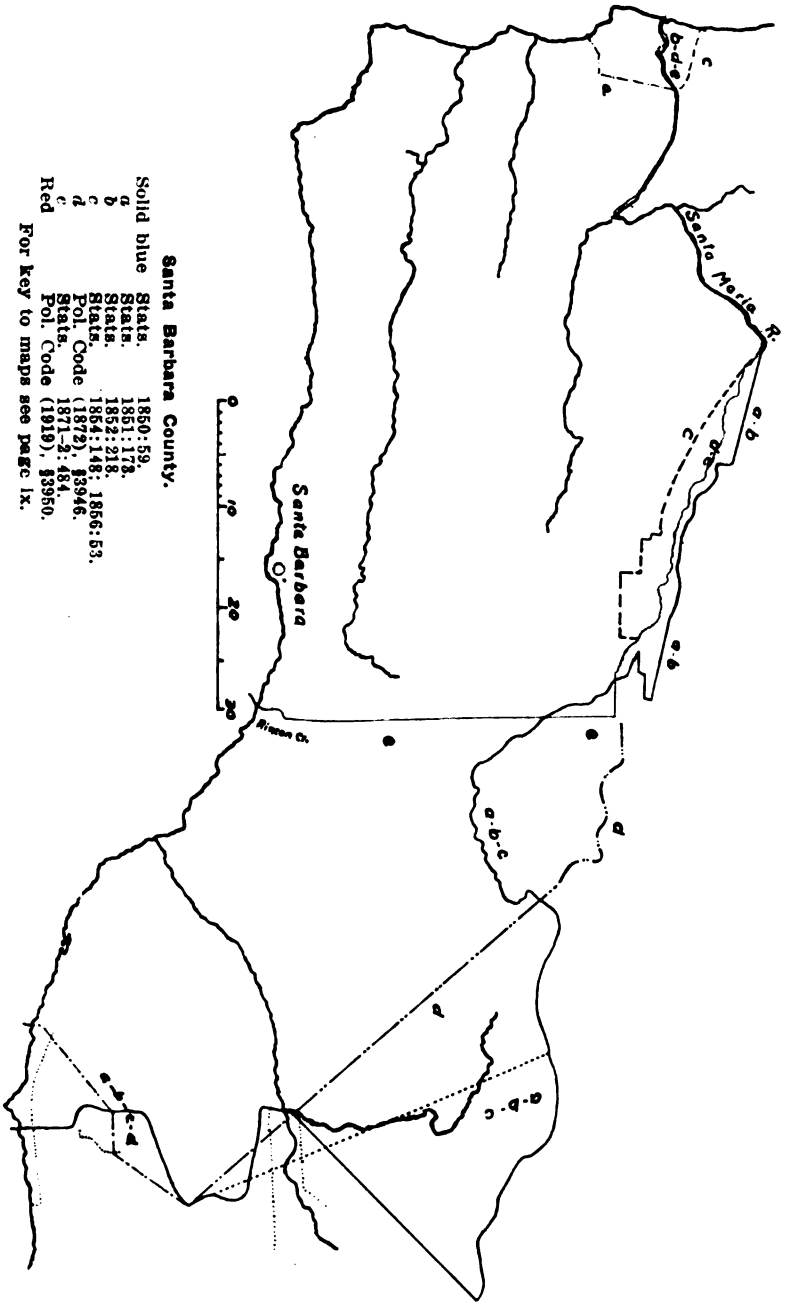 c
b-d-e
a
Santa Maria R.
a-b
d-e
c
a-b
e
e
d
a-b-c
d
a-b-c
a-b
c-d
Santa Barbara
Rincon Cr.
0 10 20 30
Santa Barbara County.
Solid blue Stats. 1850:59.
a Stats. 1851:173.
b Stats. 1852:218.
c Stats. 1854:148; 1856:53.
d Pol. Code (1872), §3946.
e Stats. 1871-2:484.
Red Pol. Code (1919), §3950.
For key to maps see page ix.